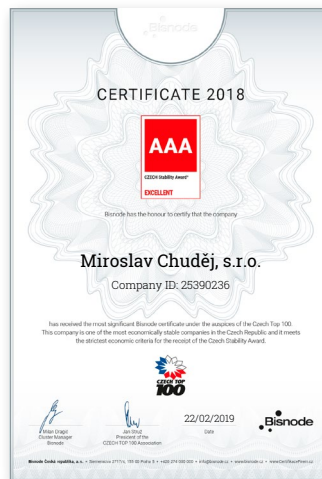 Bisnode
CERTIFICATE 2018
AAA
CZECH Stability Award®
EXCELLENT
Bisnode has the honour to certify that the company
Miroslav Chuděj, s.r.o.
Company ID: 25390236
has received the most significant Bisnode certificate under the auspices of the Czech Top 100.
This company is one of the most economically stable companies in the Czech Republic and it meets
the strictest economic criteria for the receipt of the Czech Stability Award.
CZECH TOP
100
22/02/2019
Bisnode
Milan Dragič Jan Struž Date
Cluster Manager President of the
Bisnode CZECH TOP 100 Association
Bisnode Česká republika, a.s.